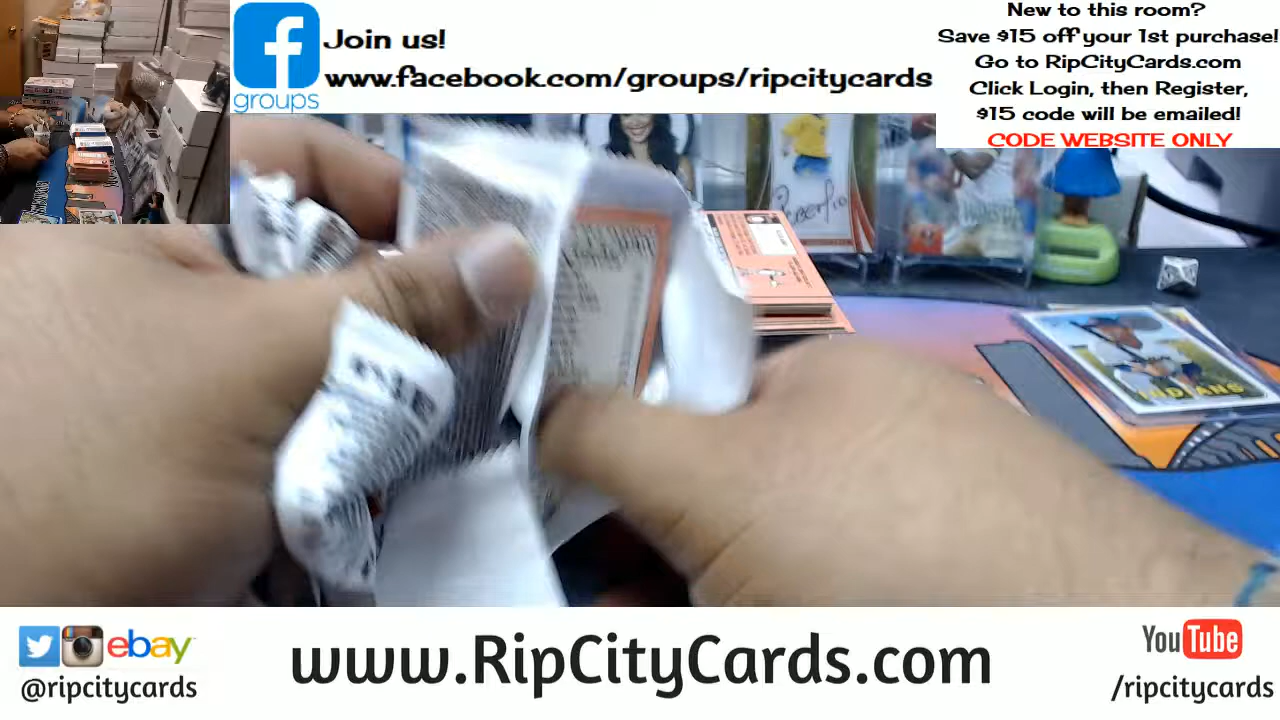 groups
Join us!
www.facebook.com/groups/ripcitycards
New to this room?
Save $15 off your 1st purchase!
Go to RipCityCards.com
Click Login, then Register,
$15 code will be emailed!
CODE WEBSITE ONLY
INDIANS
ebay
@ripcitycards
www.RipCityCards.com
YouTube
/ripcitycards